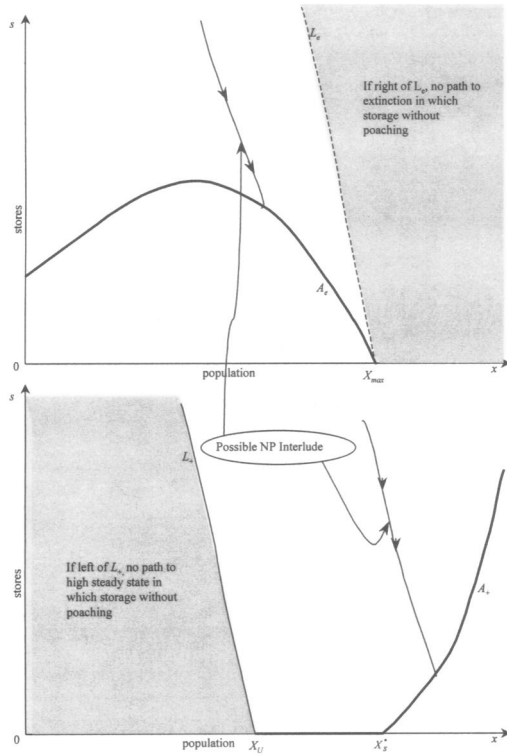 s
L_e
If right of L_e, no path to
extinction in which
storage without
poaching
stores
A_e
0
population
X_max
x
s
Possible NP Interlude
L_+
If left of L_+, no path to
high steady state in
which storage without
poaching
stores
A_+
0
population
X_U
X_s^*
x